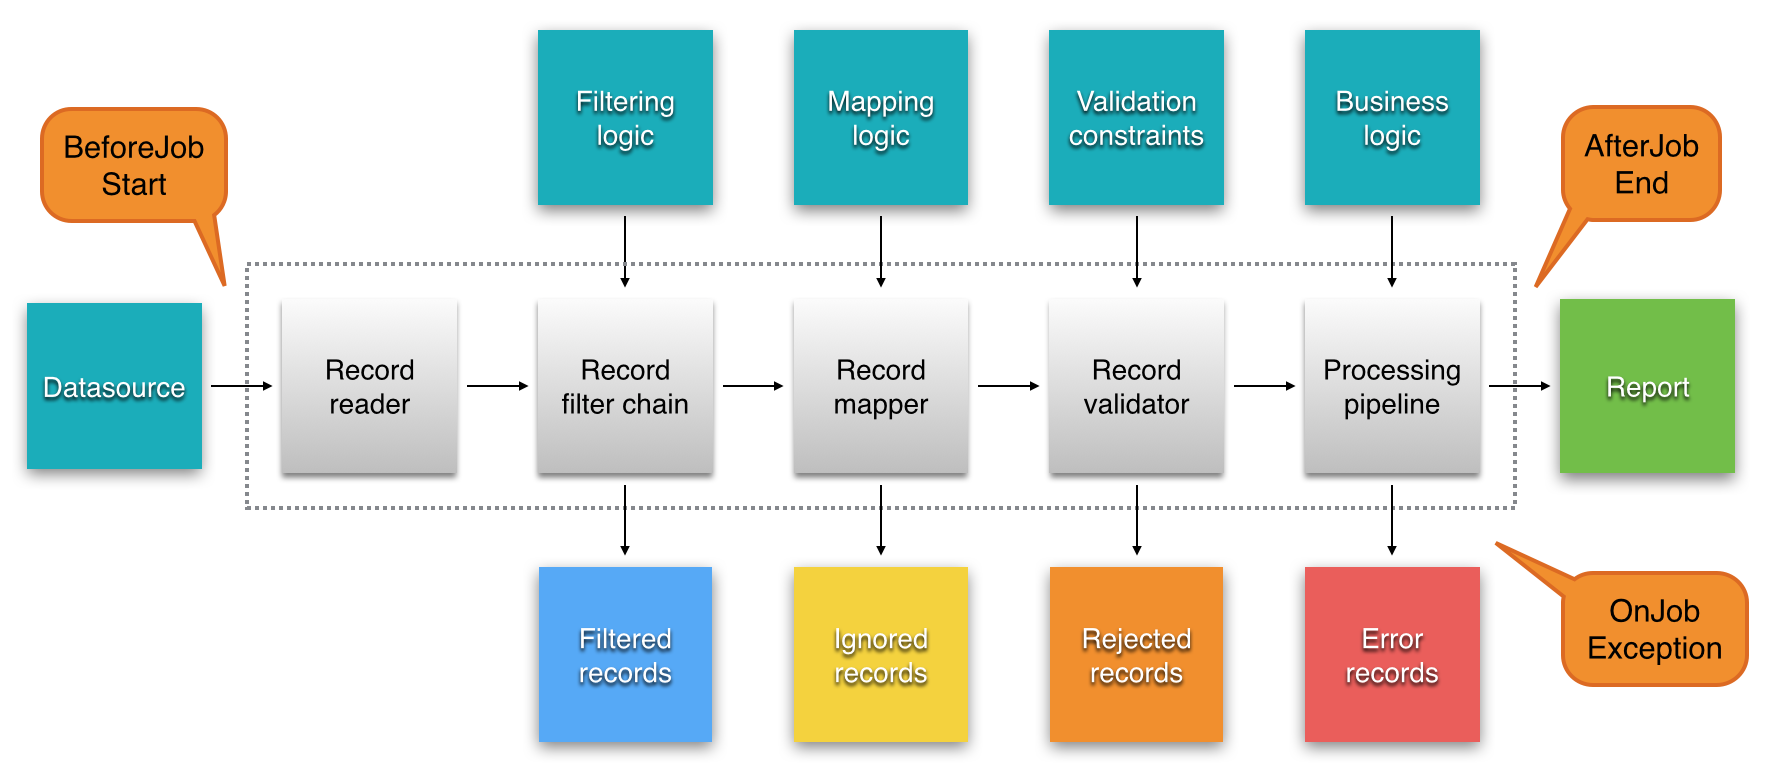 Filtering
logic
Mapping
logic
Validation
constraints
Business
logic
BeforeJob
Start
AfterJob
End
Datasource
Record
reader
Record
filter chain
Record
mapper
Record
validator
Processing
pipeline
Report
Filtered
records
Ignored
records
Rejected
records
Error
records
OnJob
Exception